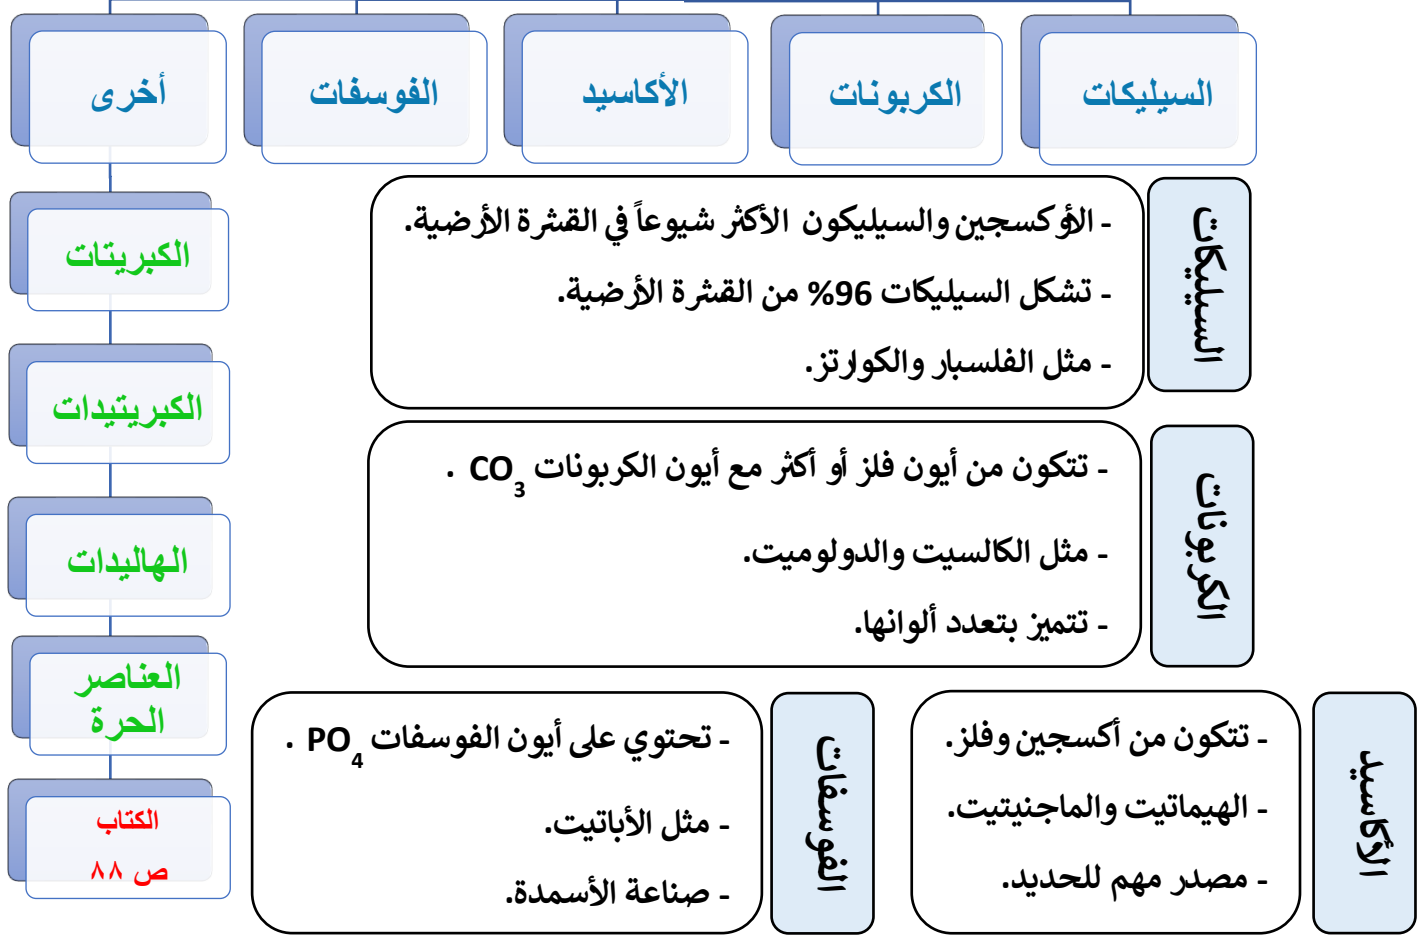 السيليكات
الكربونات
الأكاسيد
الفوسفات
أخرى
الكبريتات
الكبريتيدات
الهاليدات
العناصر
الحرة
الكتاب
ص ٨٨
السيليكات
- الأوكسجين والسيليكون الأكثر شيوعاً في القشرة الأرضية.
- تشكل السيليكات 96% من القشرة الأرضية.
- مثل الفلسبار والكوارتز.
الكربونات
- تتكون من أيون فلز أو أكثر مع أيون الكربونات CO₃ .
- مثل الكالسيت والدولوميت.
- تتميز بتعدد ألوانها.
الأكاسيد
- تتكون من أكسجين وفلز.
- الهيماتيت والماجنيتيت.
- مصدر مهم للحديد.
الفوسفات
- تحتوي على أيون الفوسفات PO₄ .
- مثل الأباتيت.
- صناعة الأسمدة.